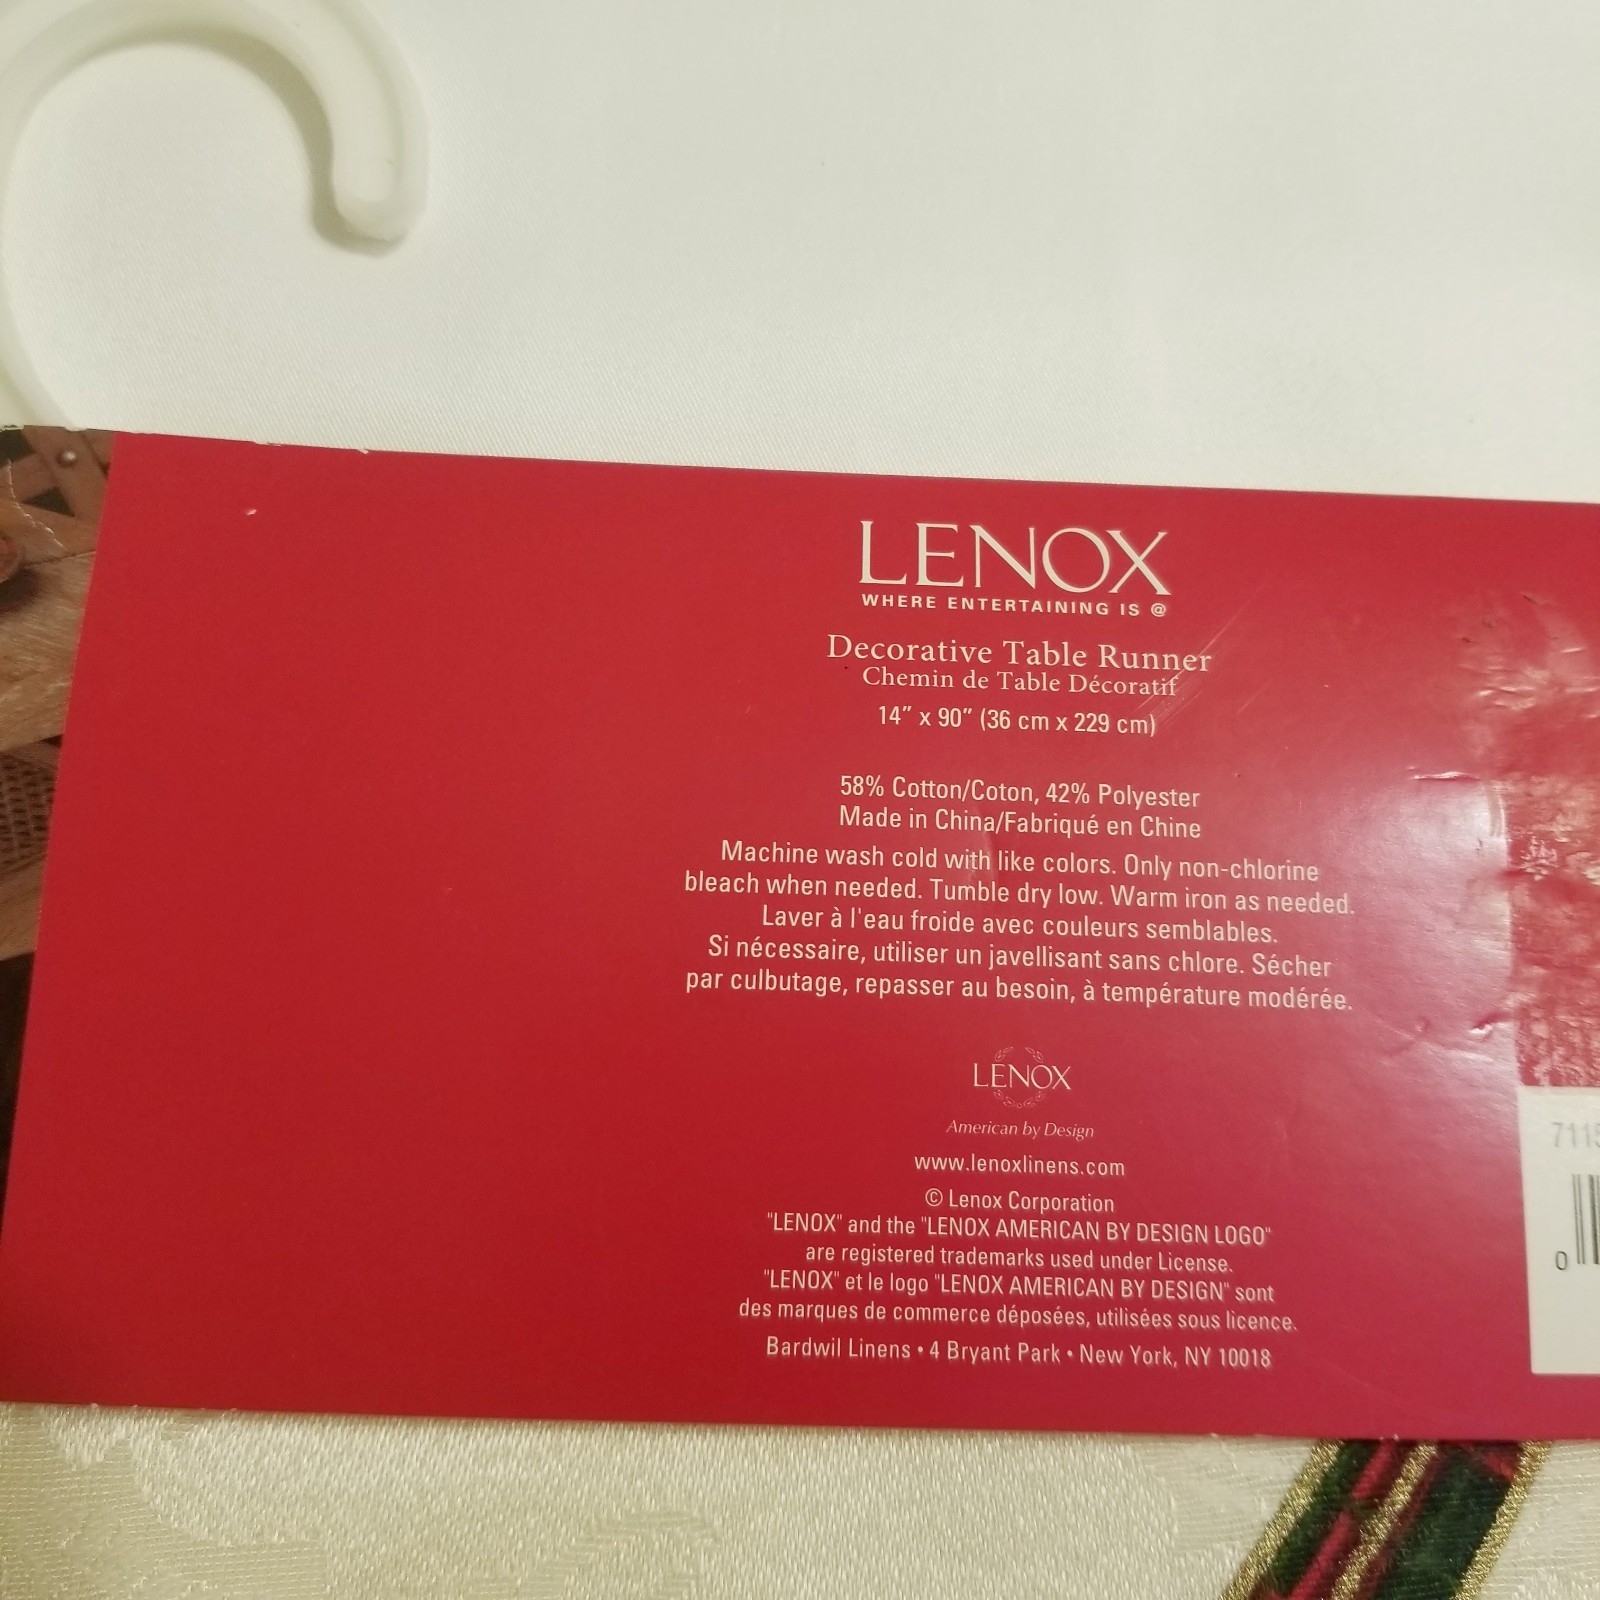 LENOX
WHERE ENTERTAINING IS @
Decorative Table Runner
Chemin de Table Décoratif
14" x 90" (36 cm x 229 cm)
58% Cotton/Coton, 42% Polyester
Made in China/Fabriqué en Chine
Machine wash cold with like colors. Only non-chlorine
bleach when needed. Tumble dry low. Warm iron as needed.
Laver à l'eau froide avec couleurs semblables.
Si nécessaire, utiliser un javellisant sans chlore. Sécher
par culbutage, repasser au besoin, à température modérée.
LENOX
American by Design
www.lenoxlinens.com
© Lenox Corporation
"LENOX" and the "LENOX AMERICAN BY DESIGN LOGO"
are registered trademarks used under License.
"LENOX" et le logo "LENOX AMERICAN BY DESIGN" sont
des marques de commerce déposées, utilisées sous licence.
Bardwil Linens • 4 Bryant Park • New York, NY 10018
711
0